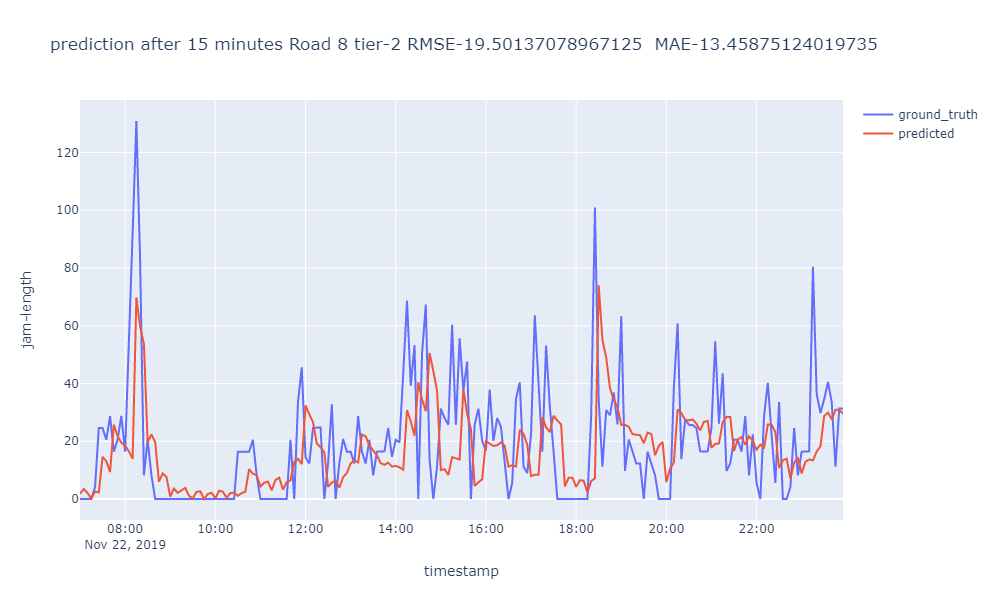 prediction after 15 minutes Road 8 tier-2 RMSE-19.50137078967125  MAE-13.45875124019735
ground_truth
predicted
120
100
80
60
40
20
0
jam-length
08:00 10:00 12:00 14:00 16:00 18:00 20:00 22:00
Nov 22, 2019
timestamp